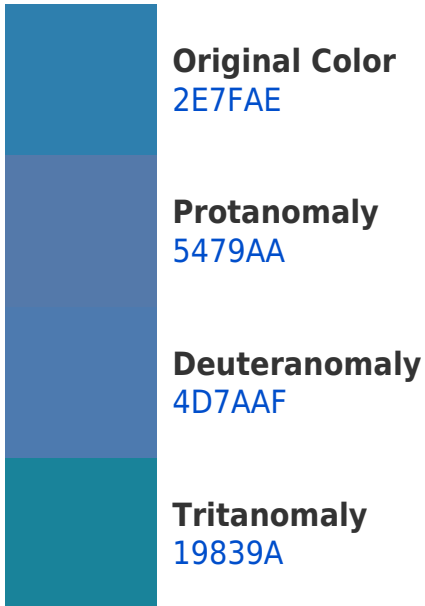 Original Color
2E7FAE
Protanomaly
5479AA
Deuteranomaly
4D7AAF
Tritanomaly
19839A